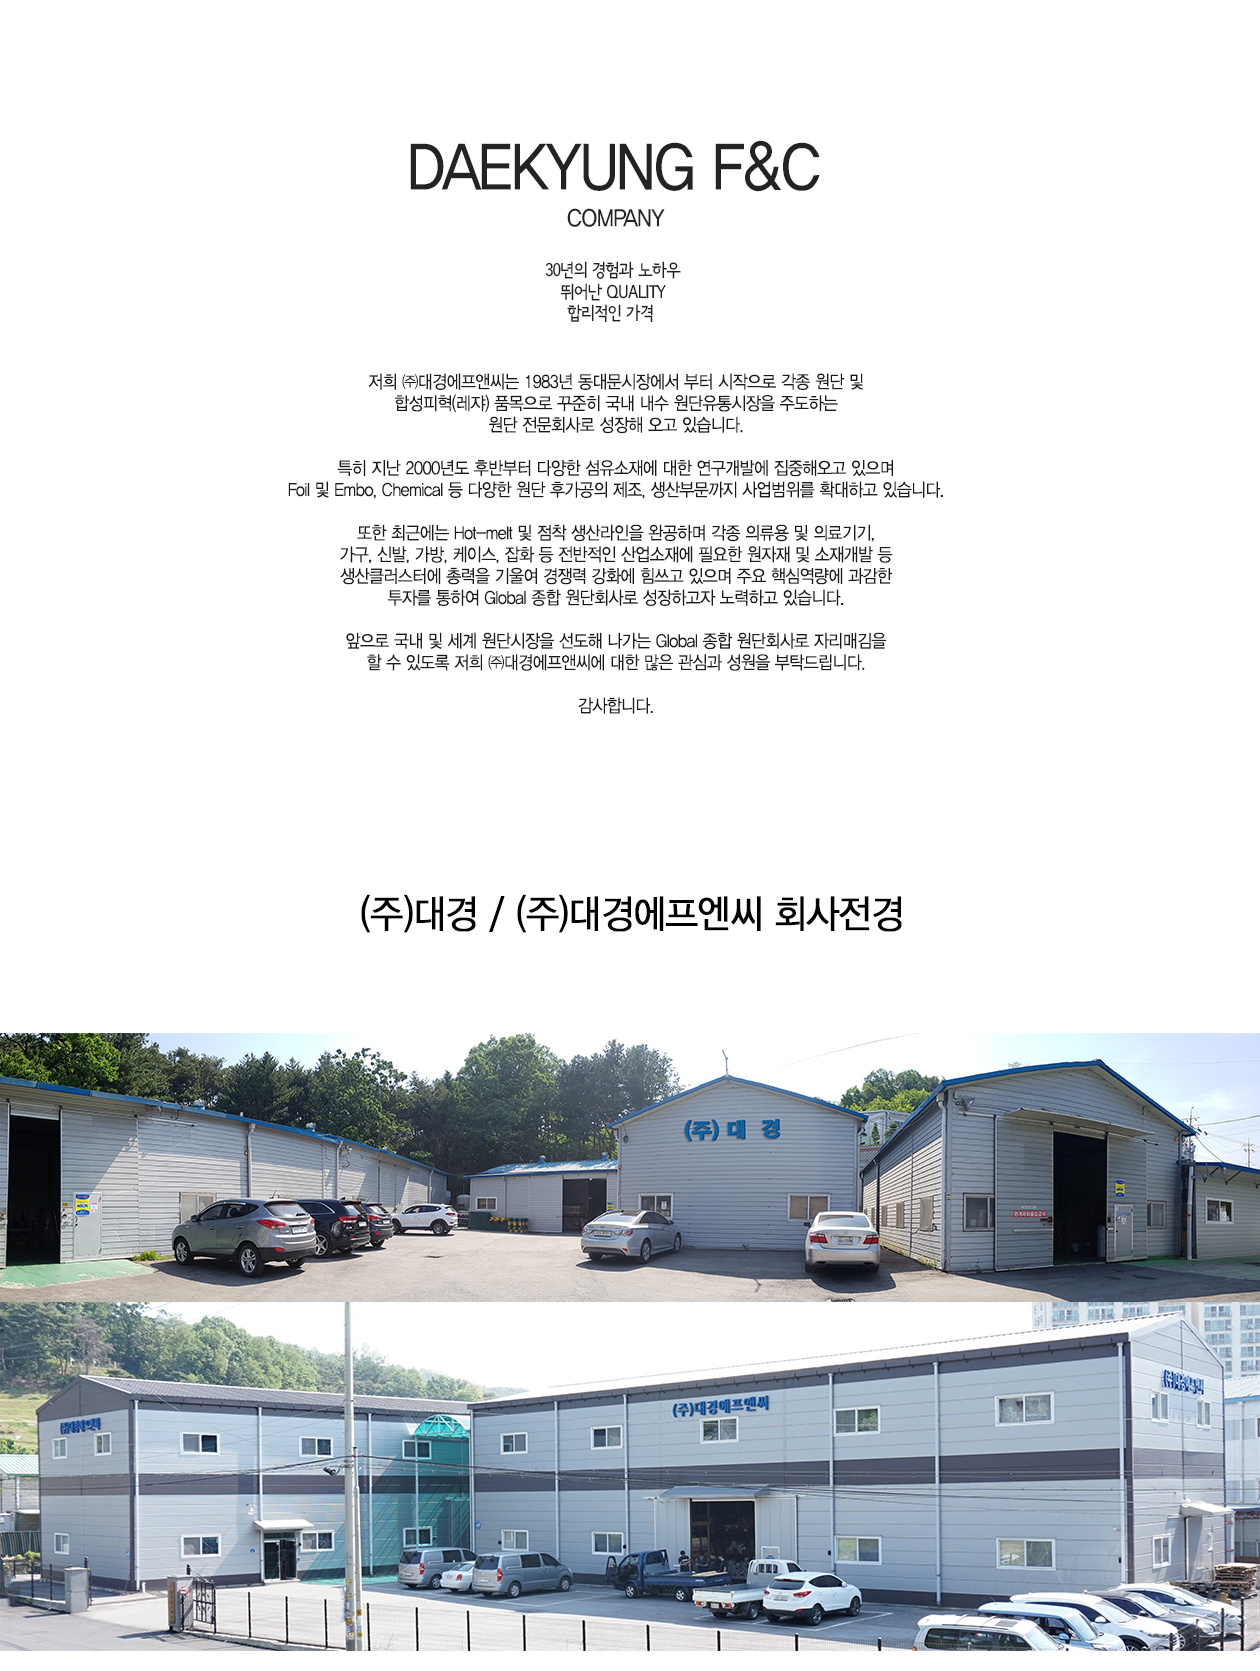 DAEKYUNG F&C
COMPANY
30년의 경험과 노하우
뛰어난 QUALITY
합리적인 가격
저희 ㈜대경에프앤씨는 1983년 동대문시장에서 부터 시작으로 각종 원단 및
합성피혁(레쟈) 품목으로 꾸준히 국내 내수 원단유통시장을 주도하는
원단 전문회사로 성장해 오고 있습니다.
특히 지난 2000년도 후반부터 다양한 섬유소재에 대한 연구개발에 집중해오고 있으며
Foil 및 Embo, Chemical 등 다양한 원단 후가공의 제조, 생산부문까지 사업범위를 확대하고 있습니다.
또한 최근에는 Hot-melt 및 점착 생산라인을 완공하며 각종 의류용 및 의료기기,
가구, 신발, 가방, 케이스, 잡화 등 전반적인 산업소재에 필요한 원자재 및 소재개발 등
생산클러스터에 총력을 기울여 경쟁력 강화에 힘쓰고 있으며 주요 핵심역량에 과감한
투자를 통하여 Global 종합 원단회사로 성장하고자 노력하고 있습니다.
앞으로 국내 및 세계 원단시장을 선도해 나가는 Global 종합 원단회사로 자리매김을
할 수 있도록 저희 ㈜대경에프앤씨에 대한 많은 관심과 성원을 부탁드립니다.
감사합니다.
(주)대경 / (주)대경에프엔씨 회사전경
(주) 대 경
(주)대경에프앤씨